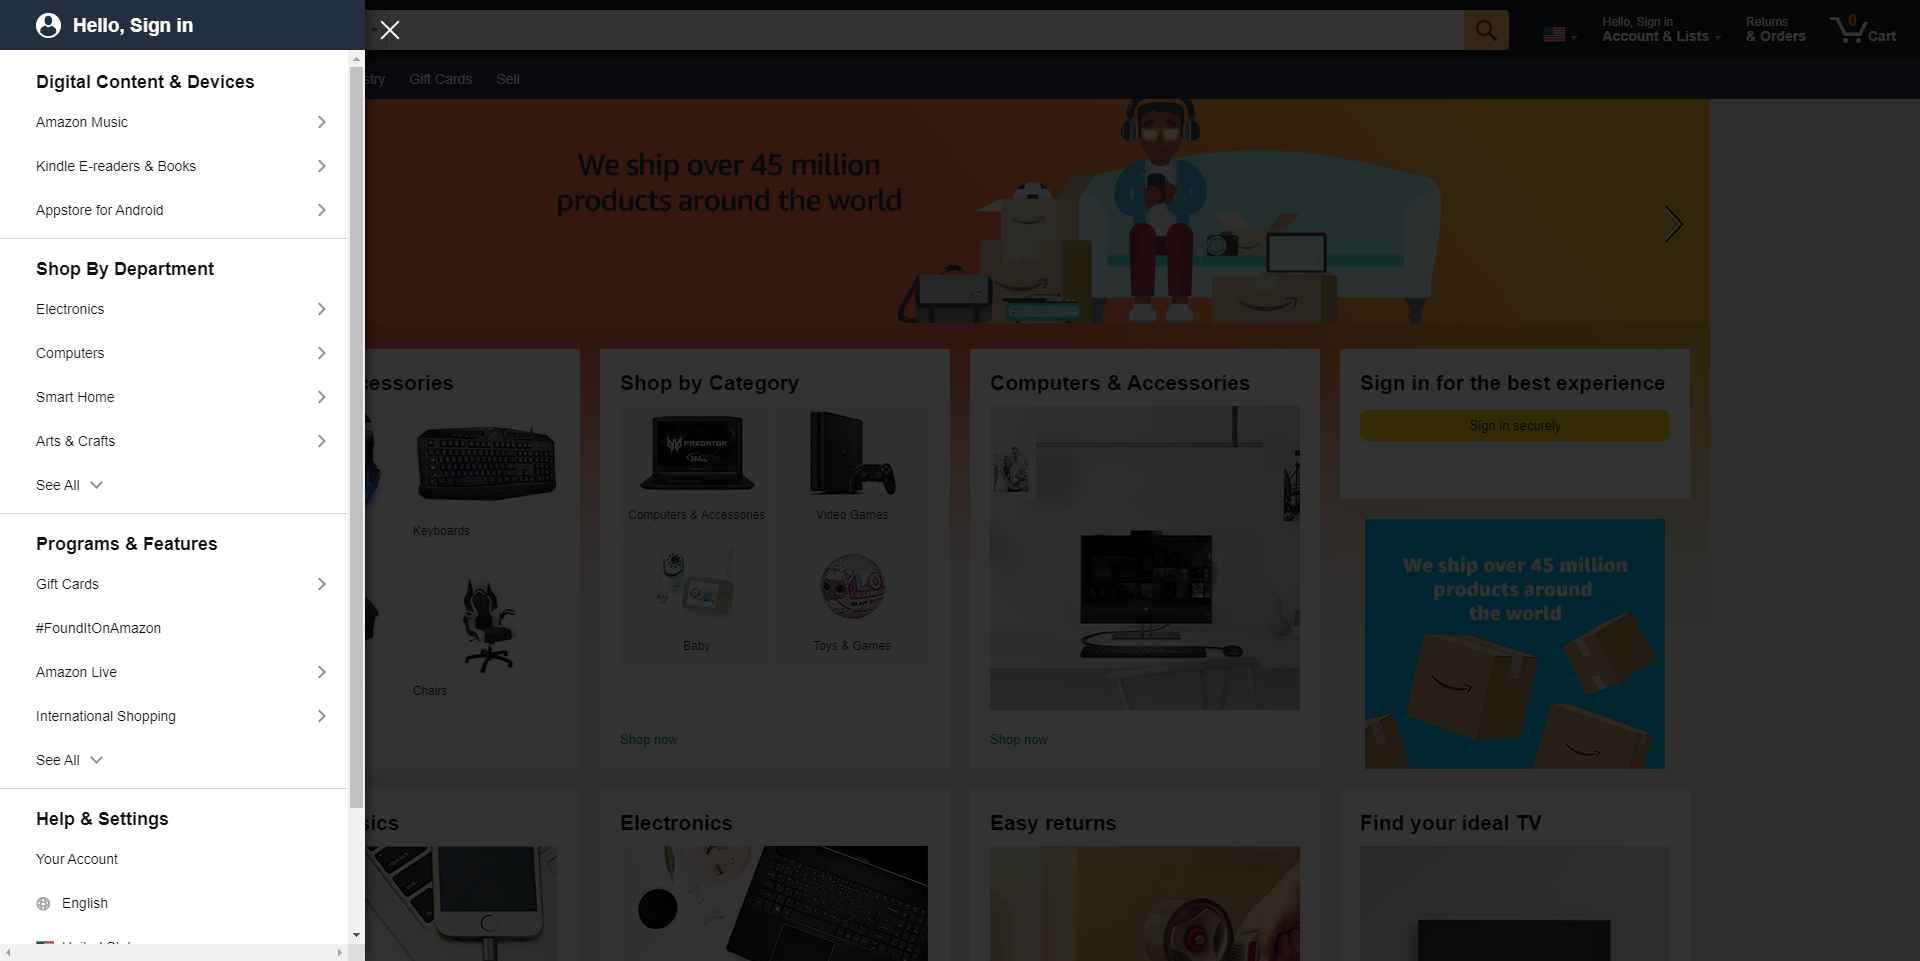 Hello, Sign in
Digital Content & Devices
Amazon Music
Kindle E-readers & Books
Appstore for Android
Shop By Department
Electronics
Computers
Smart Home
Arts & Crafts
See All
Programs & Features
Gift Cards
#FoundItOnAmazon
Amazon Live
International Shopping
See All
Help & Settings
Your Account
English
Hello, Sign in
Account & Lists
Returns
& Orders
0
Cart
stry
Gift Cards
Sell
We ship over 45 million
products around the world
cessories
Keyboards
Chairs
Shop by Category
PREDATOR
Computers & Accessories
Video Games
Baby
Toys & Games
Shop now
Computers & Accessories
Shop now
Sign in for the best experience
Sign in securely
We ship over 45 million
products around
the world
sics
Electronics
Easy returns
Find your ideal TV